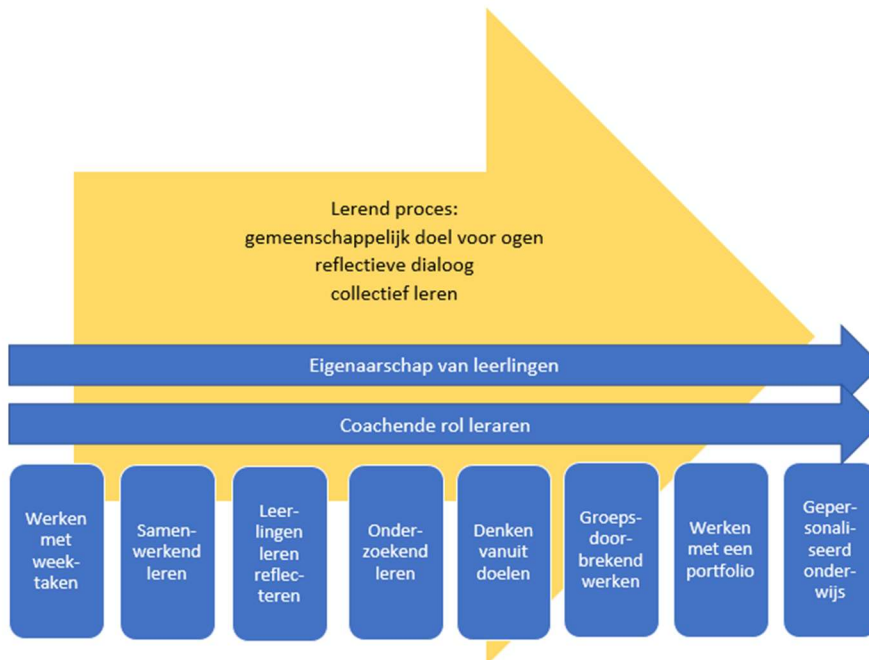 Lerend proces:
gemeenschappelijk doel voor ogen
reflectieve dialoog
collectief leren
Eigenaarschap van leerlingen
Coachende rol leraren
Werken
met
week-
taken
Samen-
werkend
leren
Leer-
lingen
leren
reflec-
teren
Onder-
zoekend
leren
Denken
vanuit
doelen
Groeps-
door-
brekend
werken
Werken
met een
portfolio
Geper-
sonali-
seerd
onder-
wijs